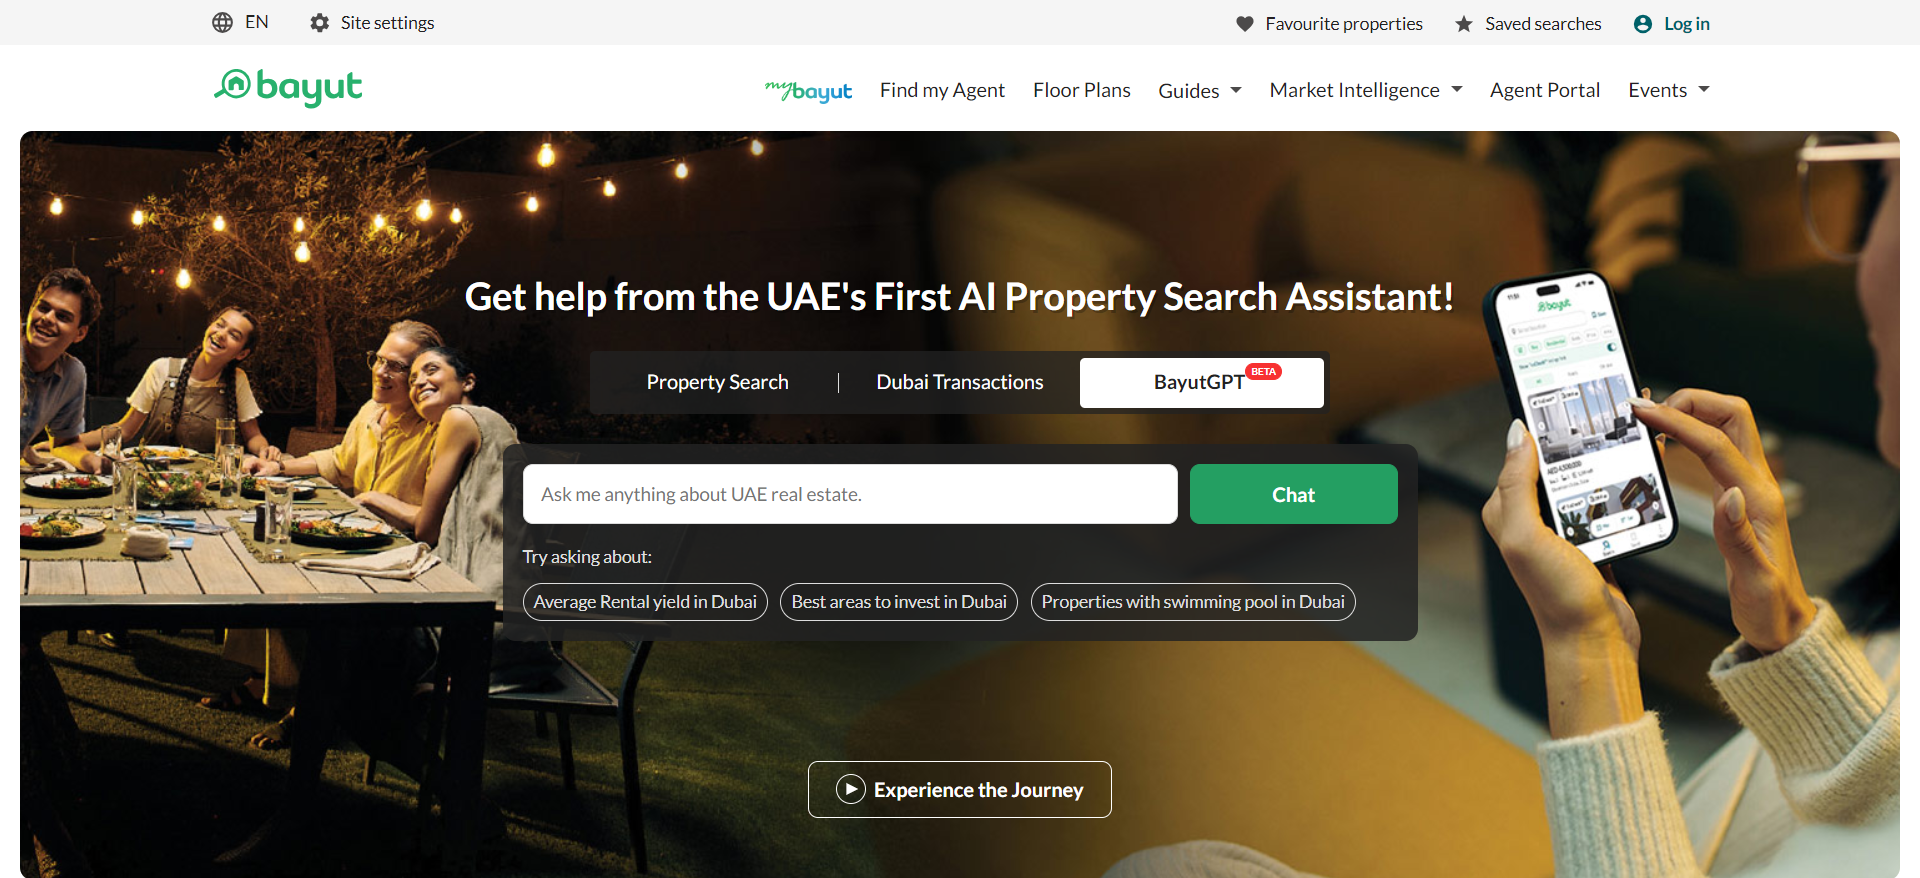 EN
Site settings
Favourite properties
Saved searches
Log in
bayut
mybayut
Find my Agent
Floor Plans
Guides
Market Intelligence
Agent Portal
Events
Get help from the UAE's First AI Property Search Assistant!
Property Search
Dubai Transactions
BayutGPT
BETA
Ask me anything about UAE real estate.
Chat
Try asking about:
Average Rental yield in Dubai
Best areas to invest in Dubai
Properties with swimming pool in Dubai
Experience the Journey
11:51
bayut